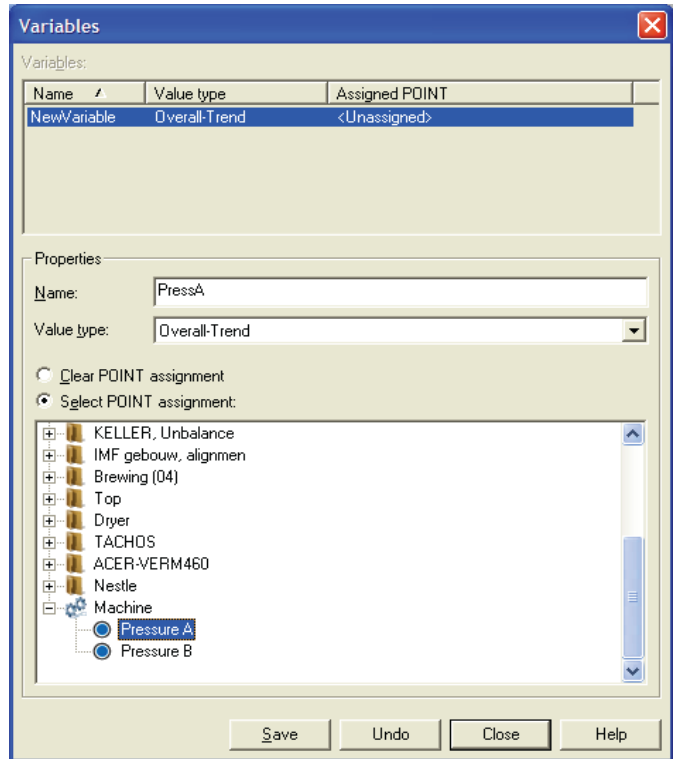 Variables
Variables:
Name Value type Assigned POINT
NewVariable Overall-Trend <Unassigned>
Properties
Name: PressA
Value type: Overall-Trend
Clear POINT assignment
Select POINT assignment:
KELLER, Unbalance
IMF gebouw, alignmen
Brewing (04)
Top
Dryer
TACHOS
ACER-VERM460
Nestle
Machine
Pressure A
Pressure B
Save Undo Close Help